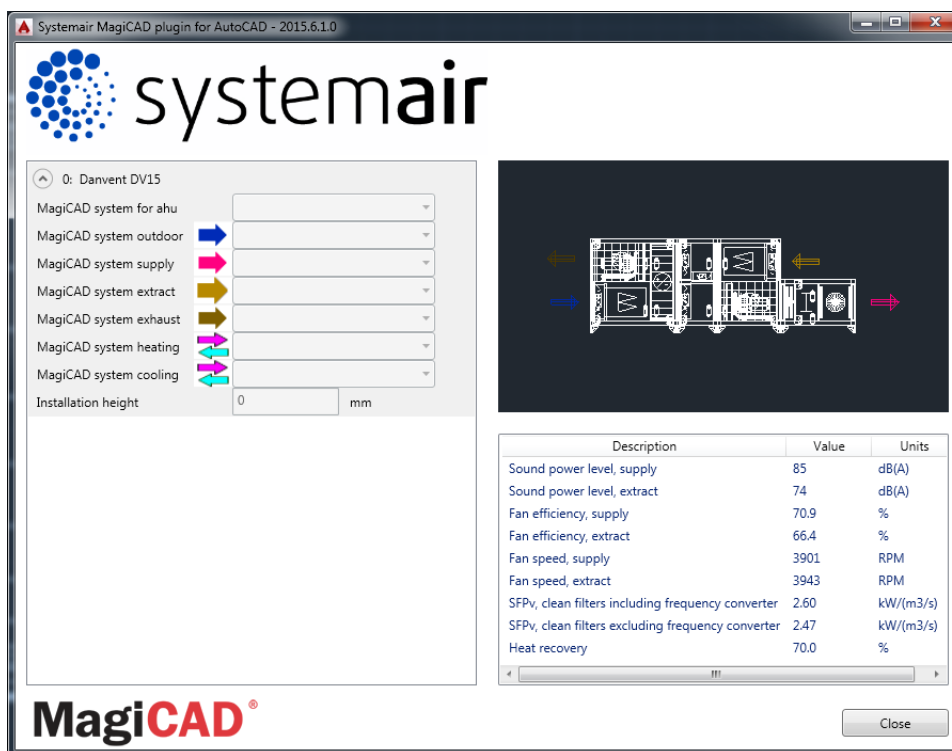 Systemair MagiCAD plugin for AutoCAD - 2015.6.1.0
systemair
0: Danvent DV15
MagiCAD system for ahu
MagiCAD system outdoor
MagiCAD system supply
MagiCAD system extract
MagiCAD system exhaust
MagiCAD system heating
MagiCAD system cooling
Installation height 0 mm
Description Value Units
Sound power level, supply 85 dB(A)
Sound power level, extract 74 dB(A)
Fan efficiency, supply 70.9 %
Fan efficiency, extract 66.4 %
Fan speed, supply 3901 RPM
Fan speed, extract 3943 RPM
SFPv, clean filters including frequency converter 2.60 kW/(m3/s)
SFPv, clean filters excluding frequency converter 2.47 kW/(m3/s)
Heat recovery 70.0 %
MagiCAD®
Close